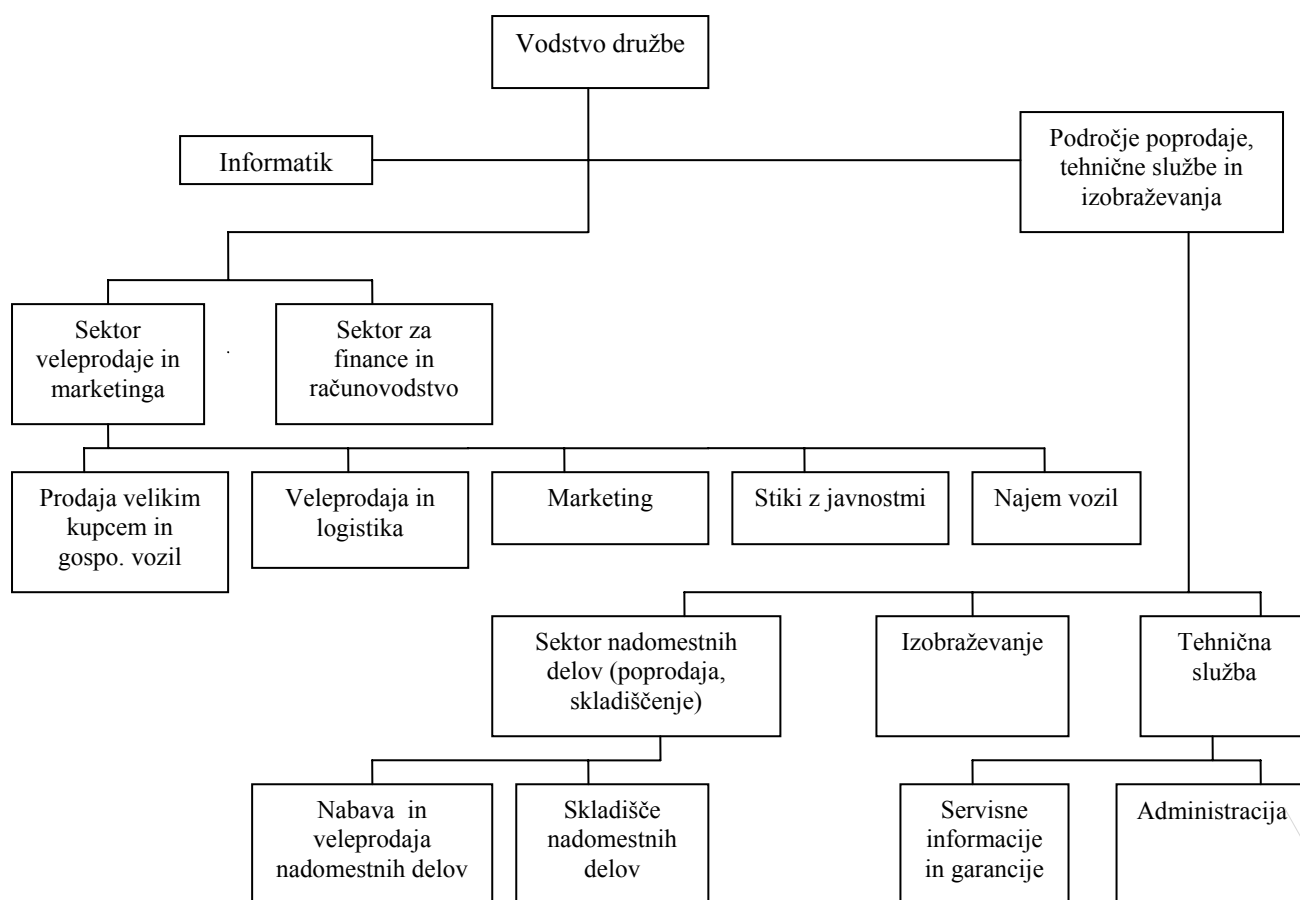 Vodstvo družbe
Informatik
Področje poprodaje,
tehnične službe in
izobraževanja
Sektor
veleprodaje in
marketinga
Sektor za
finance in
računovodstvo
Prodaja velikim
kupcem in
gospo. vozil
Veleprodaja in
logistika
Marketing
Stiki z javnostmi
Najem vozil
Sektor nadomestnih
delov (poprodaja,
skladiščenje)
Izobraževanje
Tehnična
služba
Nabava in
veleprodaja
nadomestnih delov
Skladišče
nadomestnih
delov
Servisne
informacije
in garancije
Administracija